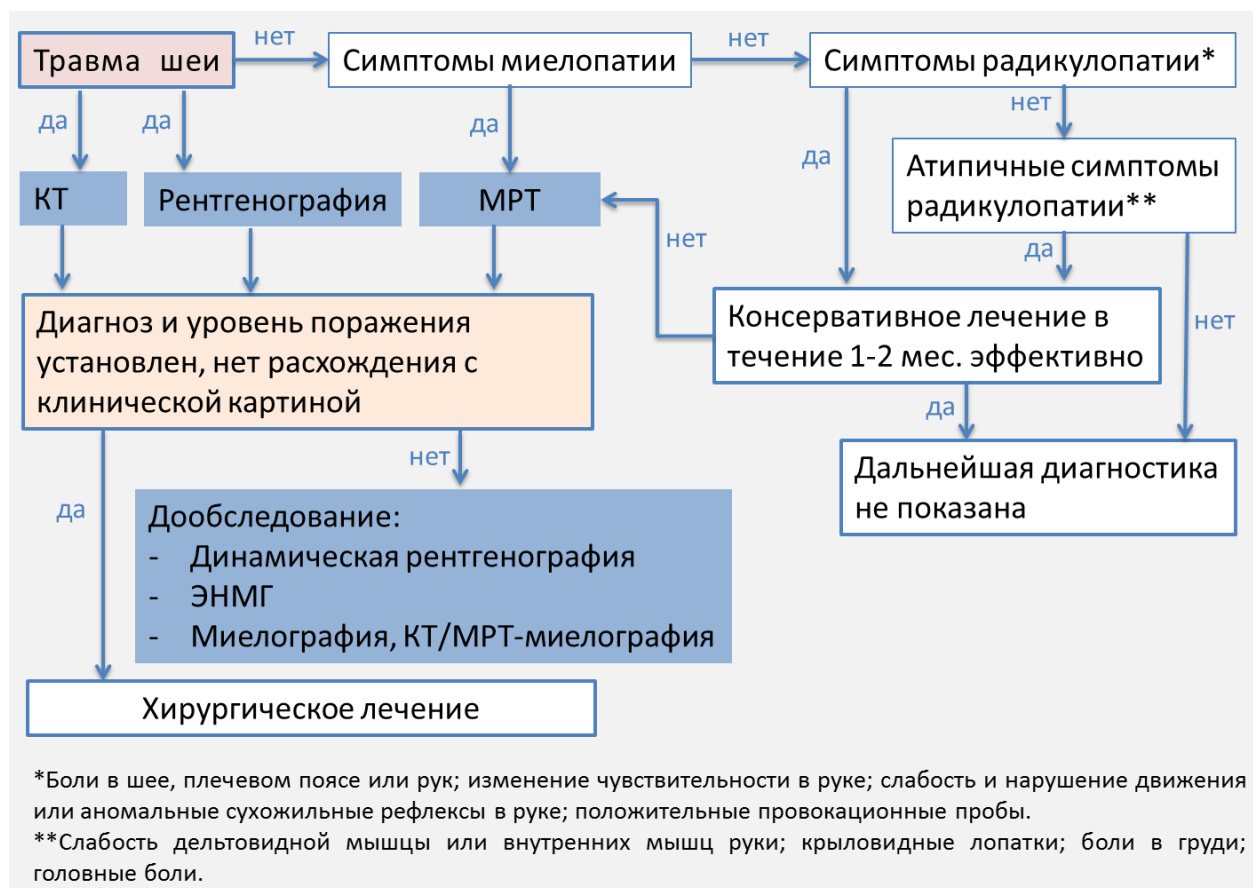 Травма шеи
нет
Симптомы миелопатии
нет
Симптомы радикулопатии*
да
да
да
да
нет
КТ
Рентгенография
МРТ
Атипичные симптомы
радикулопатии**
нет
да
нет
Диагноз и уровень поражения
установлен, нет расхождения с
клинической картиной
Консервативное лечение в
течение 1-2 мес. эффективно
да
нет
да
Дальнейшая диагностика
не показана
Дообследование:
- Динамическая рентгенография
- ЭНМГ
- Миелография, КТ/МРТ-миелография
Хирургическое лечение
*Боли в шее, плечевом поясе или рук; изменение чувствительности в руке; слабость и нарушение движения
или аномальные сухожильные рефлексы в руке; положительные провокационные пробы.
**Слабость дельтовидной мышцы или внутренних мышц руки; крыловидные лопатки; боли в груди;
головные боли.